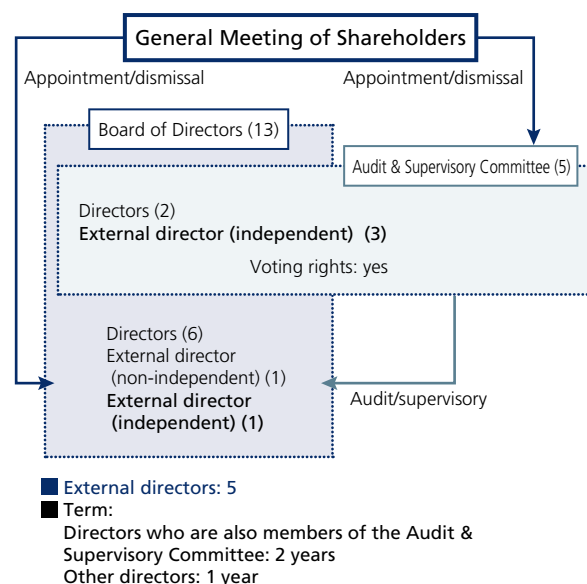 General Meeting of Shareholders
Appointment/dismissal
Appointment/dismissal
Board of Directors (13)
Audit & Supervisory Committee (5)
Directors (2)
External director (independent) (3)
Voting rights: yes
Directors (6)
External director
(non-independent) (1)
External director
(independent) (1)
Audit/supervisory
External directors: 5
Term:
Directors who are also members of the Audit &
Supervisory Committee: 2 years
Other directors: 1 year